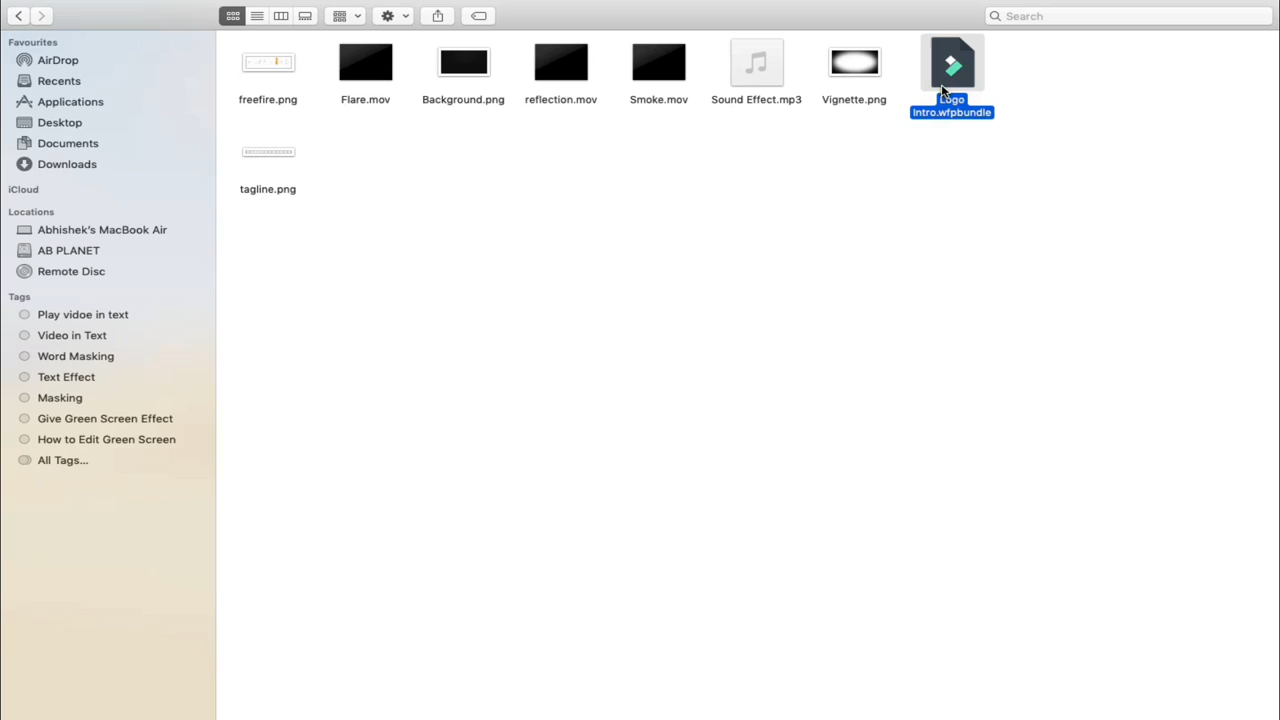 Search
Favourites
AirDrop
Recents
Applications
Desktop
Documents
Downloads
iCloud
Locations
Abhishek's MacBook Air
AB PLANET
Remote Disc
Tags
Play vidoe in text
Video in Text
Word Masking
Text Effect
Masking
Give Green Screen Effect
How to Edit Green Screen
All Tags...
freefire.png
Flare.mov
Background.png
reflection.mov
Smoke.mov
Sound Effect.mp3
Vignette.png
Logo
Intro.wfpbundle
tagline.png